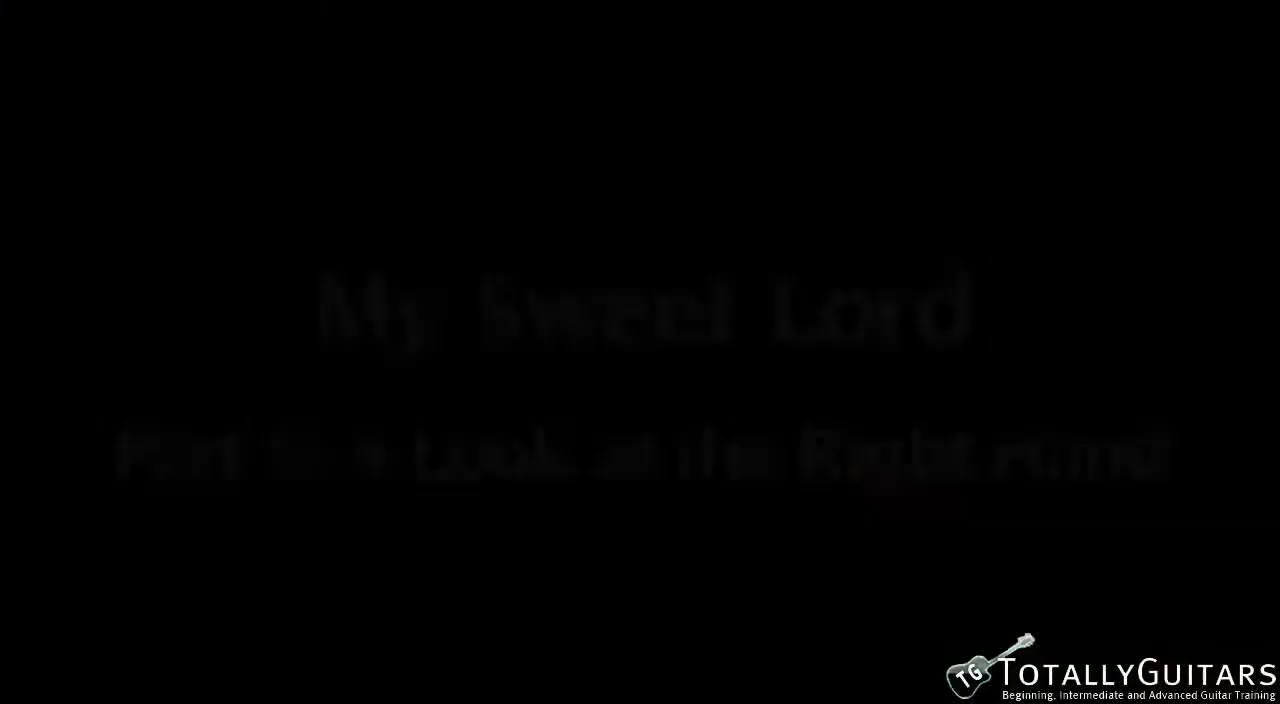 My Sweet Lord
Look at the Right Hand
TG
TOTALLYGUITARS
Beginning, Intermediate and Advanced Guitar Training